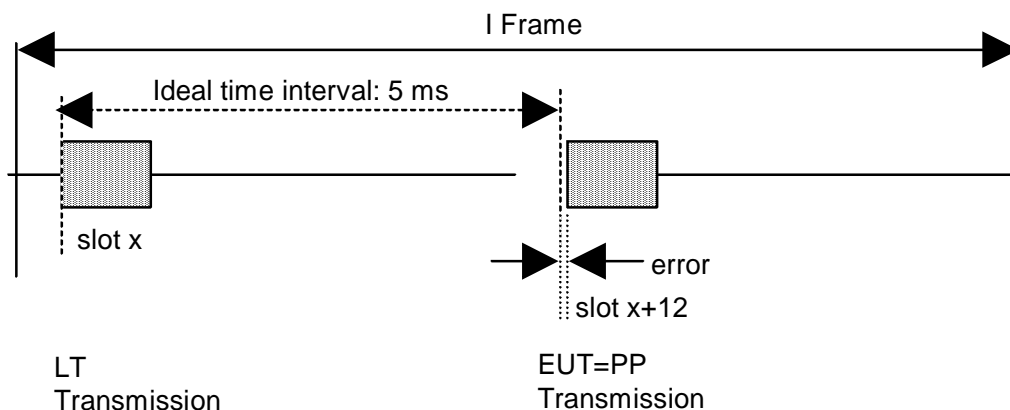 I Frame
Ideal time interval: 5 ms
slot x
error
slot x+12
LT
Transmission
EUT=PP
Transmission